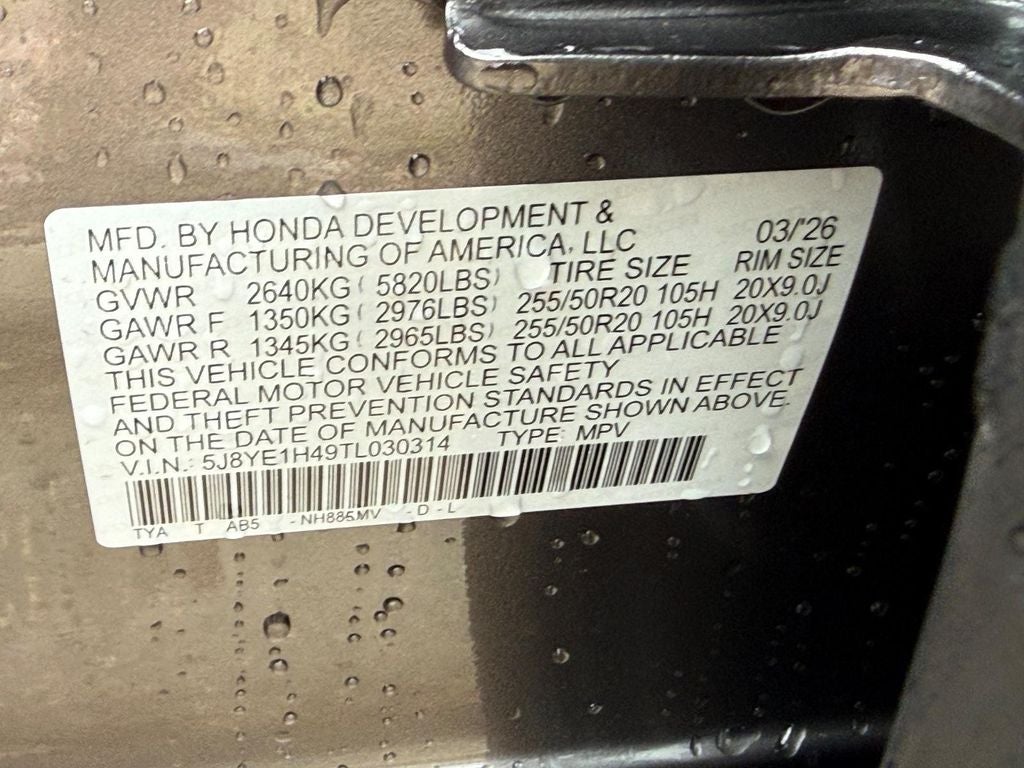 MFD. BY HONDA DEVELOPMENT &
MANUFACTURING OF AMERICA, LLC 03/'26
GVWR 2640KG( 5820LBS) TIRE SIZE RIM SIZE
GAWR F 1350KG( 2976LBS) 255/50R20 105H 20X9.0J
GAWR R 1345KG( 2965LBS) 255/50R20 105H 20X9.0J
THIS VEHICLE CONFORMS TO ALL APPLICABLE
FEDERAL MOTOR VEHICLE SAFETY
AND THEFT PREVENTION STANDARDS IN EFFECT
ON THE DATE OF MANUFACTURE SHOWN ABOVE.
V.I.N.: 5J8YE1H49TL030314 TYPE: MPV
TYA T AB5 -NH885MV -D-L